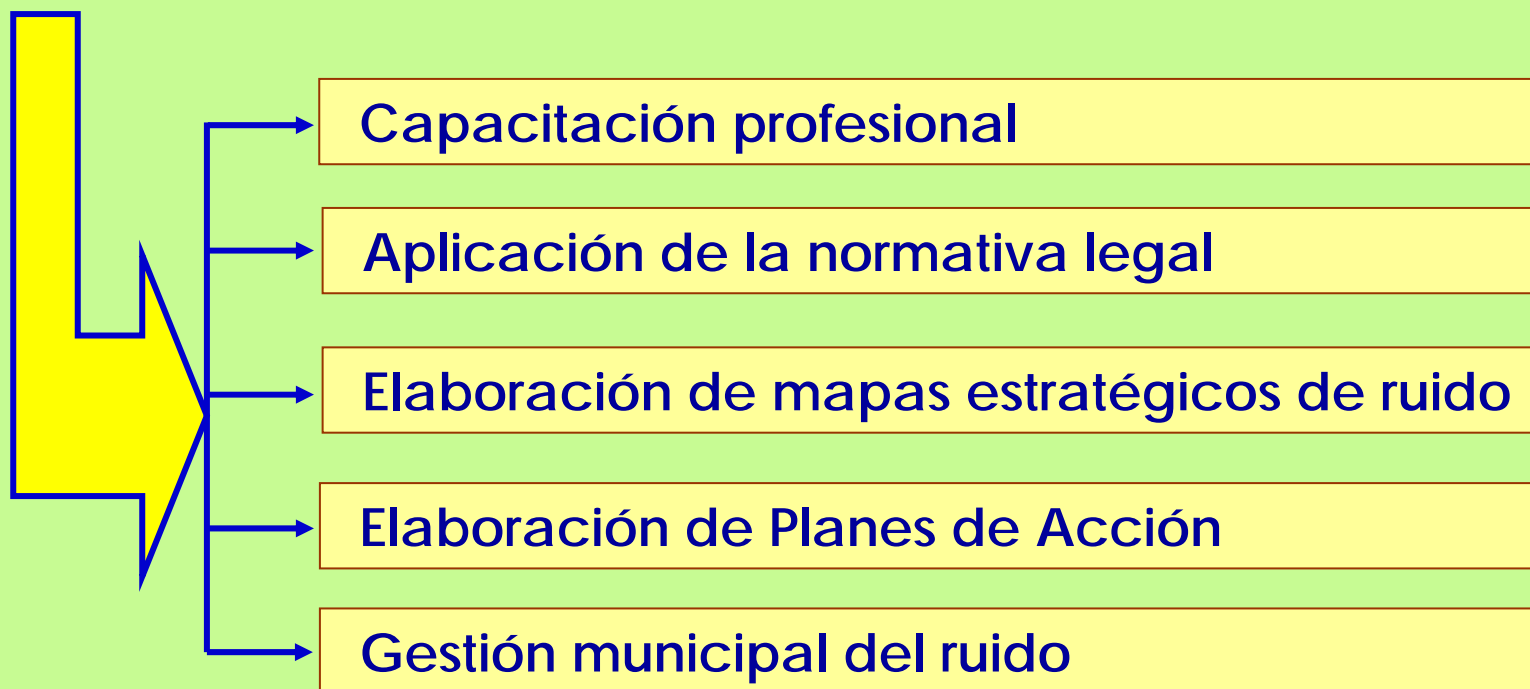 Capacitación profesional
Aplicación de la normativa legal
Elaboración de mapas estratégicos de ruido
Elaboración de Planes de Acción
Gestión municipal del ruido